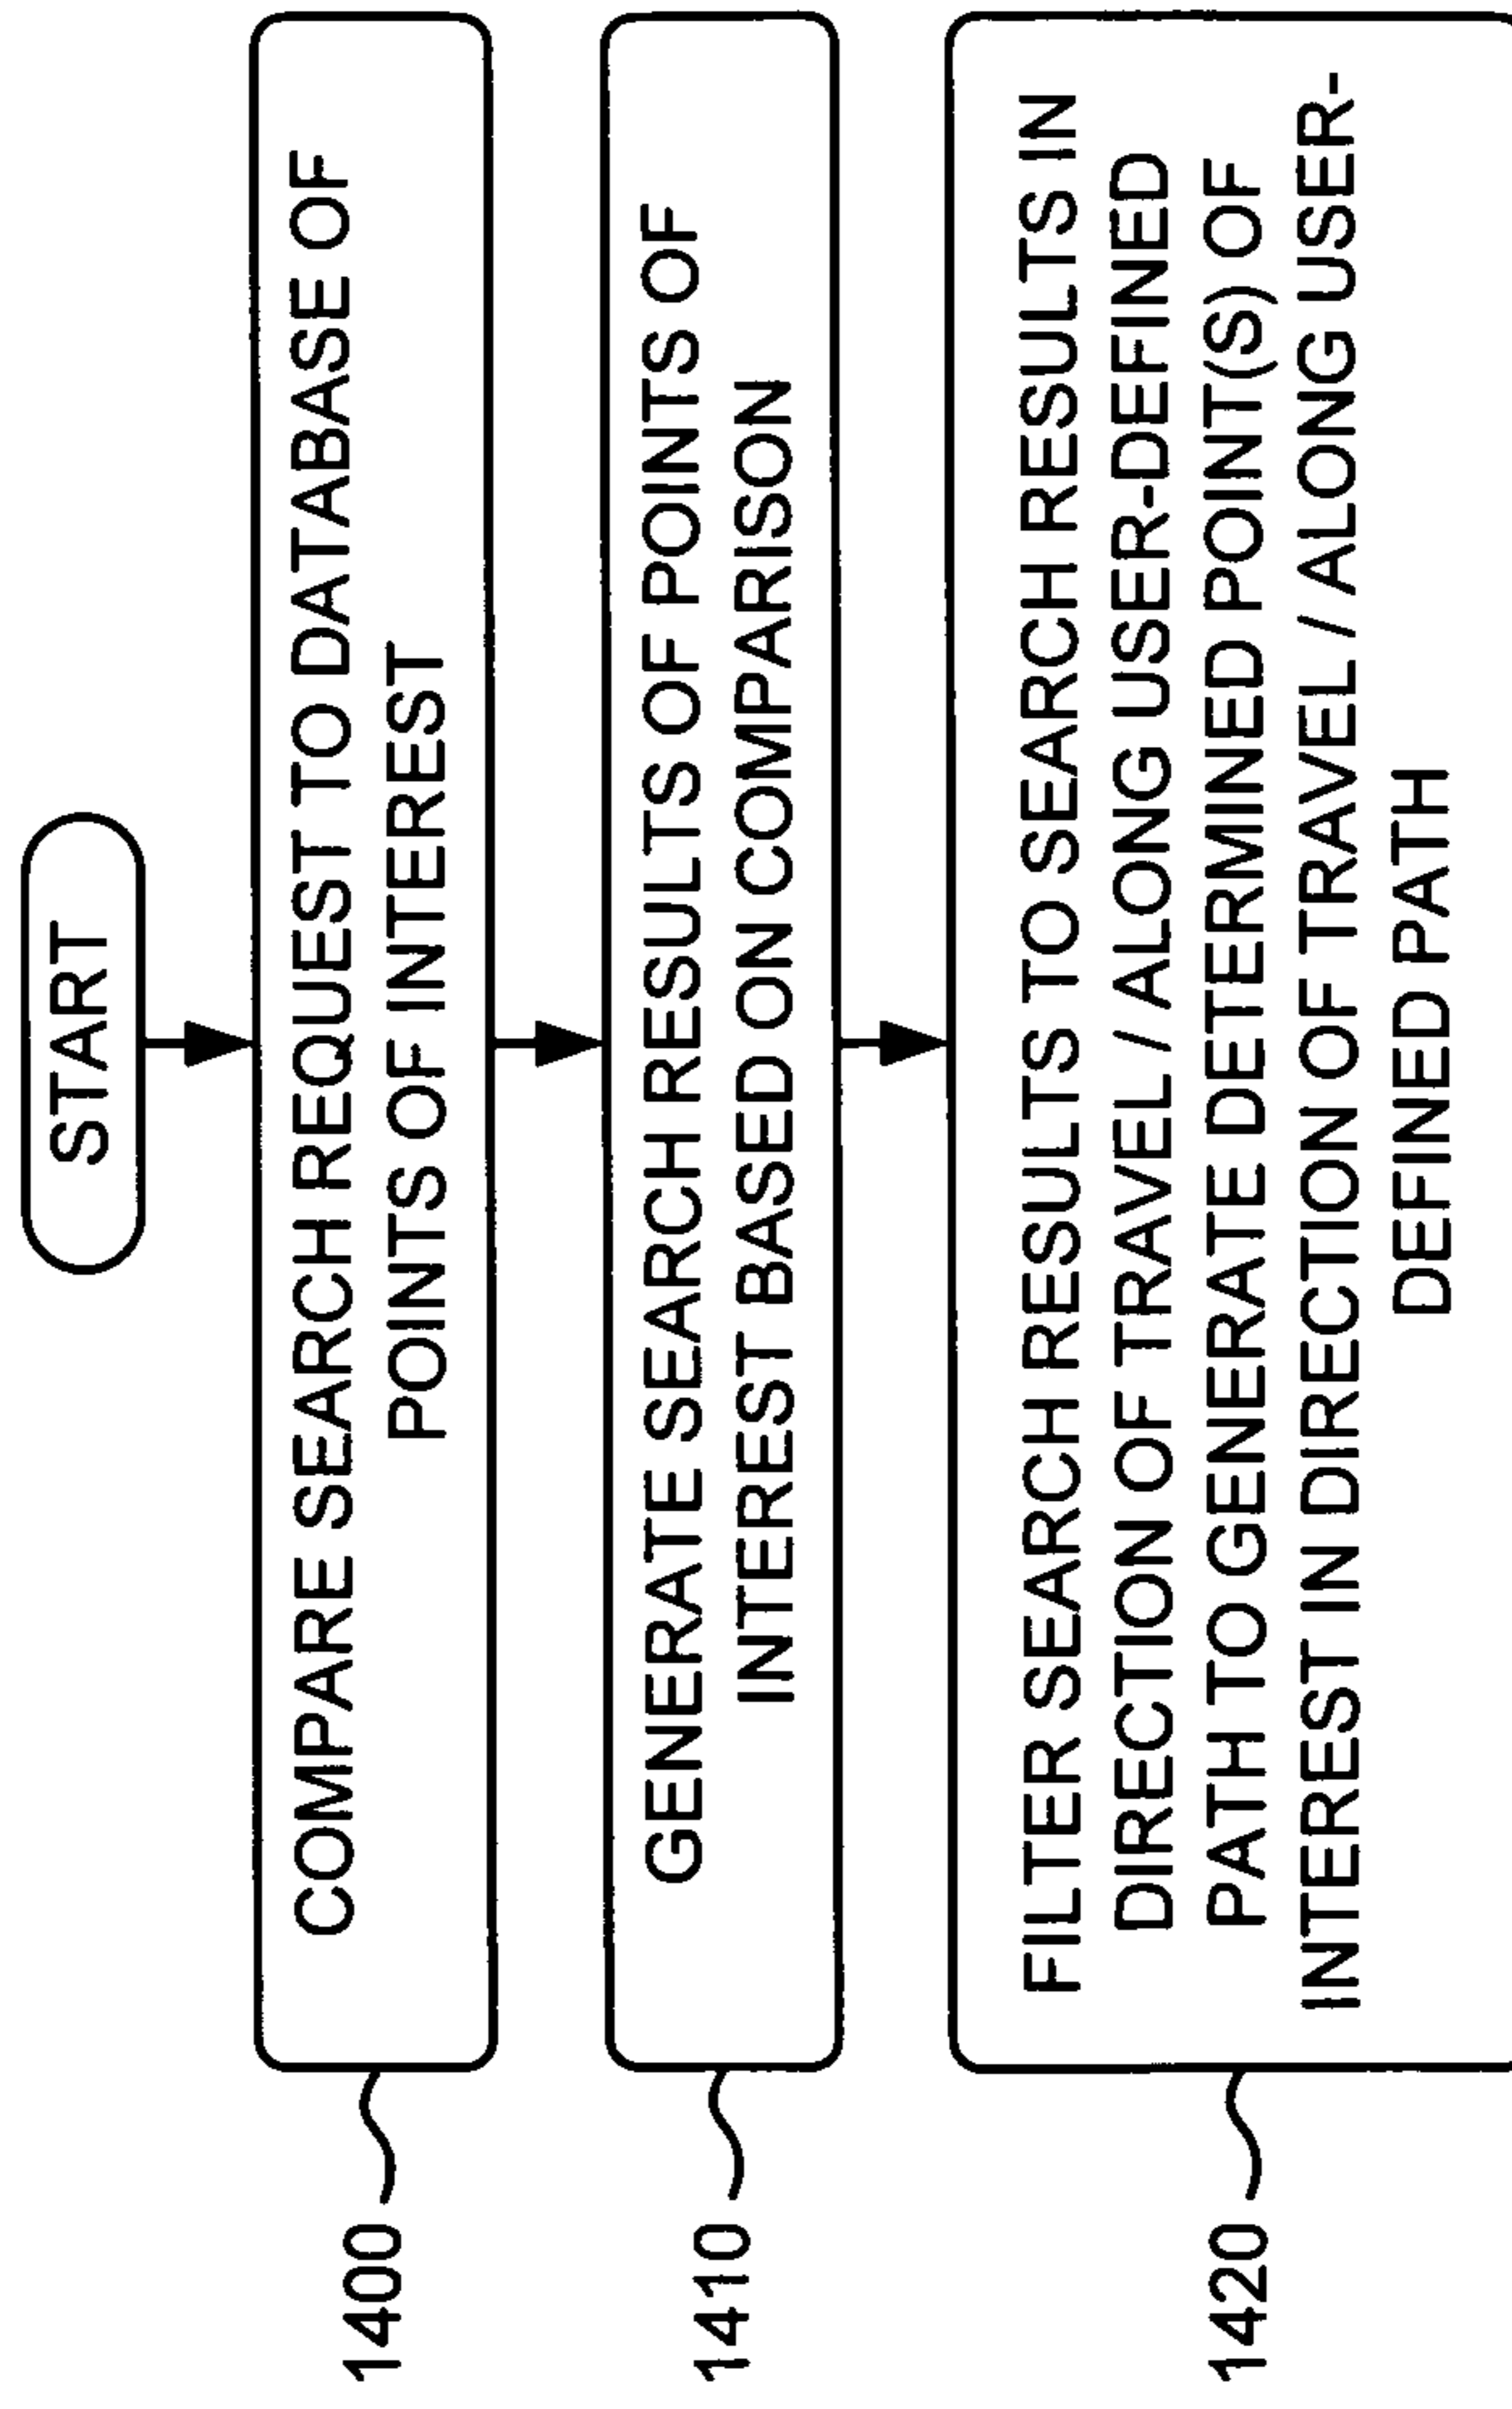 START
1400
COMPARE SEARCH REQUEST TO DATABASE OF
POINTS OF INTEREST
1410
GENERATE SEARCH RESULTS OF POINTS OF
INTEREST BASED ON COMPARISON
1420
FILTER SEARCH RESULTS TO SEARCH RESULTS IN
DIRECTION OF TRAVEL / ALONG USER-DEFINED
PATH TO GENERATE DETERMINED POINT(S) OF
INTEREST IN DIRECTION OF TRAVEL / ALONG USER-
DEFINED PATH